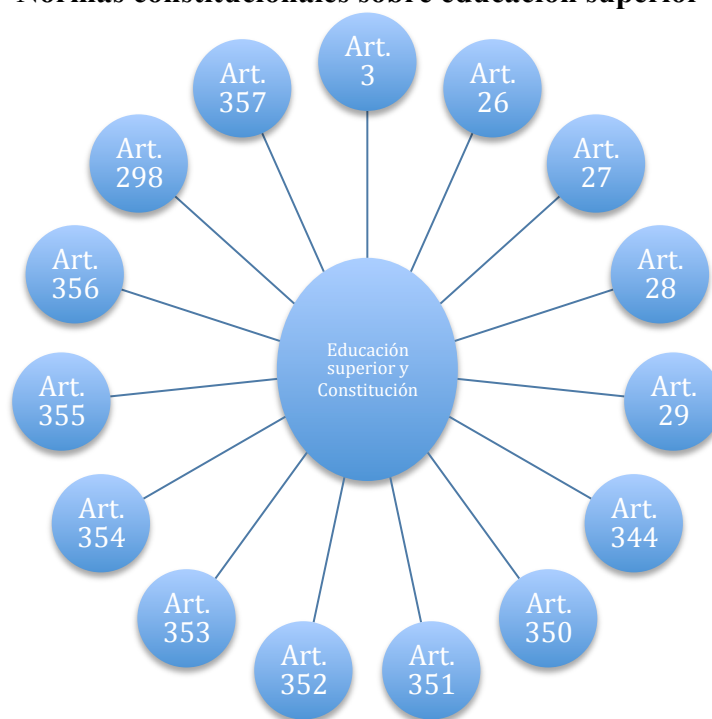 Normas constitucionales sobre educación superior
Art.
3
Art.
26
Art.
27
Art.
28
Art.
29
Art.
344
Art.
350
Art.
351
Art.
352
Art.
353
Art.
354
Art.
355
Art.
356
Art.
298
Art.
357
Educación
superior y
Constitución